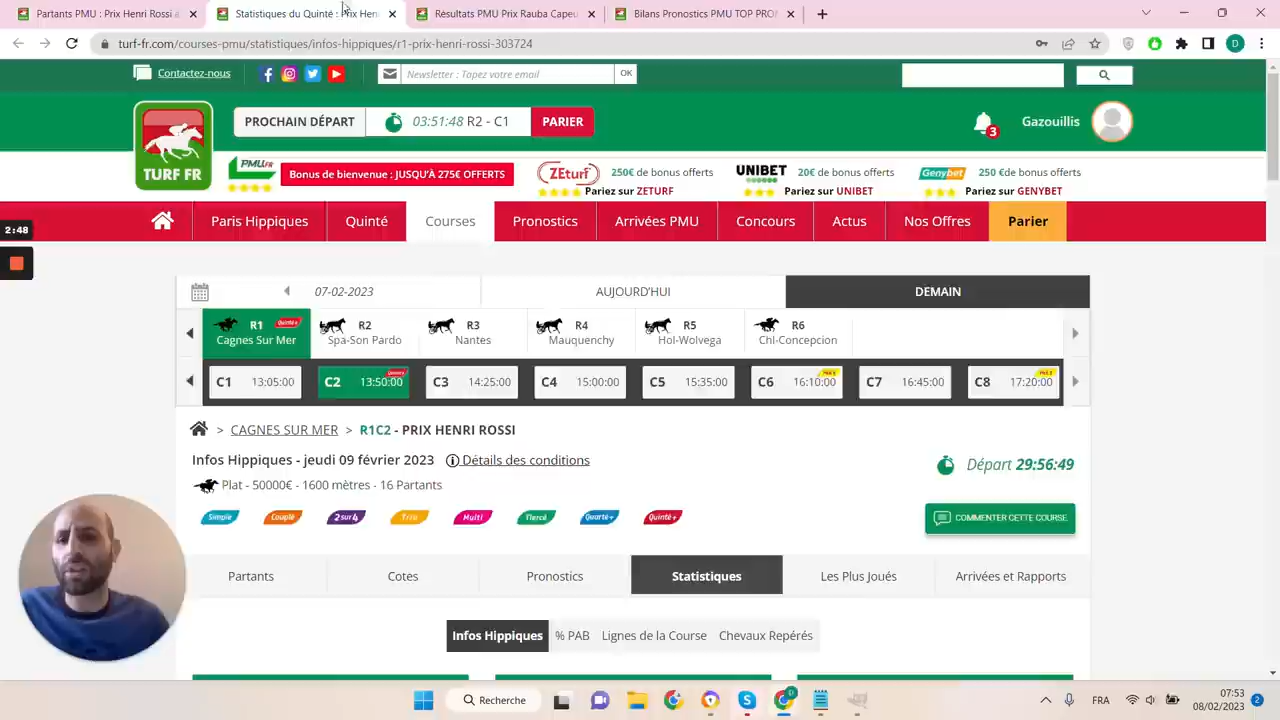 Partants PMU : Prix Henri Rossi a
Statistiques du Quinté : Prix Hen
Résultats PMU Prix Rauba Capeu
Bilans Pronostics PMU TOP PRO
turf-fr.com/courses-pmu/statistiques/infos-hippiques/r1-prix-henri-rossi-303724
Contactez-nous
Newsletter : Tapez votre email
OK
PROCHAIN DÉPART
03:51:48 R2 - C1
PARIER
3
Gazouillis
TURF FR
PMU.FR
Bonus de bienvenue : JUSQU'À 275€ OFFERTS
ZEturf
250€ de bonus offerts
Pariez sur ZETURF
UNIBET
20€ de bonus offerts
Pariez sur UNIBET
Genybet
250 €de bonus offerts
Pariez sur GENYBET
Paris Hippiques
Quinté
Courses
Pronostics
Arrivées PMU
Concours
Actus
Nos Offres
Parier
2:48
07-02-2023
AUJOURD'HUI
DEMAIN
R1 Quinté+
Cagnes Sur Mer
R2
Spa-Son Pardo
R3
Nantes
R4
Mauquenchy
R5
Hol-Wolvega
R6
Chl-Concepcion
C1 13:05:00
C2 13:50:00
C3 14:25:00
C4 15:00:00
C5 15:35:00
C6 16:10:00
C7 16:45:00
C8 17:20:00
> CAGNES SUR MER > R1C2 - PRIX HENRI ROSSI
Infos Hippiques - jeudi 09 février 2023
Détails des conditions
Départ 29:56:49
Plat - 50000€ - 1600 mètres - 16 Partants
Simple
Couplé
2 sur 4
Trio
Multi
Tiercé
Quarté+
Quinté+
COMMENTER CETTE COURSE
Partants
Cotes
Pronostics
Statistiques
Les Plus Joués
Arrivées et Rapports
Infos Hippiques
% PAB
Lignes de la Course
Chevaux Repérés
Recherche
FRA
07:53
08/02/2023
2